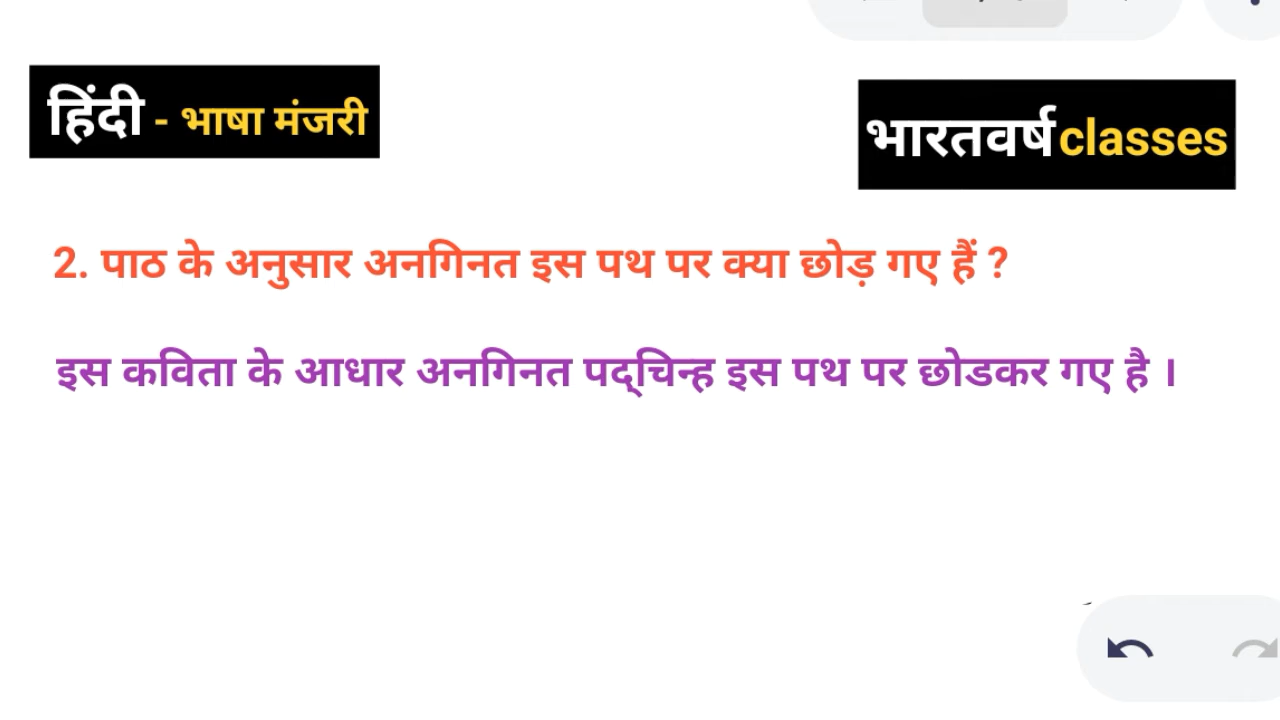 हिंदी - भाषा मंजरी
भारतवर्ष classes
2. पाठ के अनुसार अनगिनत इस पथ पर क्या छोड़ गए हैं ?
इस कविता के आधार अनगिनत पद्चिन्ह इस पथ पर छोडकर गए है ।